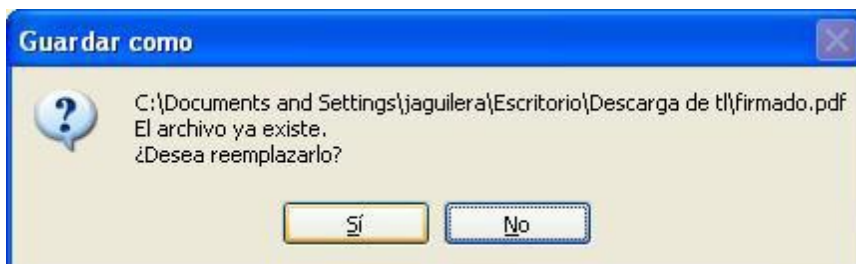 Guardar como
C:\Documents and Settings\jaguilera\Escritorio\Descarga de tl\firmado.pdf
El archivo ya existe.
¿Desea reemplazarlo?
Sí No